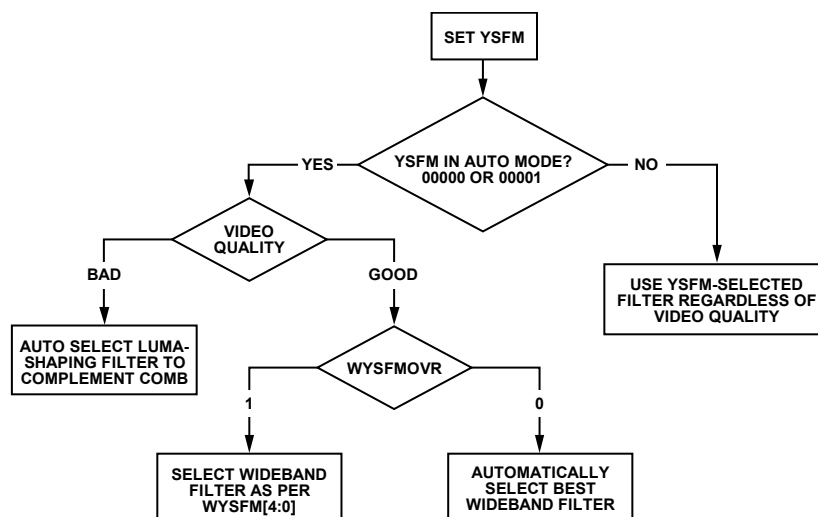 SET YSFM
YSFM IN AUTO MODE?
00000 OR 00001
YES
NO
VIDEO
QUALITY
BAD
GOOD
USE YSFM-SELECTED
FILTER REGARDLESS OF
VIDEO QUALITY
AUTO SELECT LUMA-
SHAPING FILTER TO
COMPLEMENT COMB
WYSFMOVR
1
0
SELECT WIDEBAND
FILTER AS PER
WYSFM[4:0]
AUTOMATICALLY
SELECT BEST
WIDEBAND FILTER